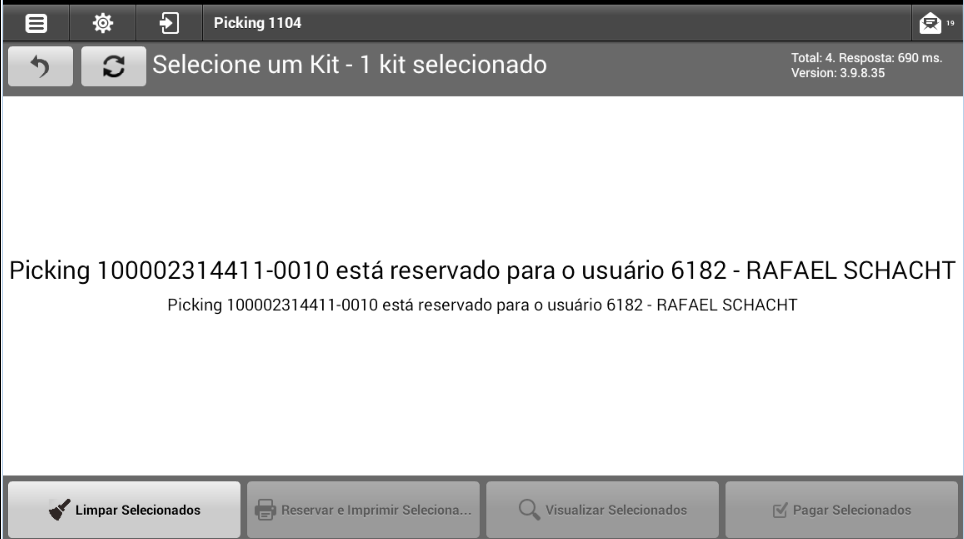 Picking 1104
19
Selecione um Kit - 1 kit selecionado
Total: 4. Resposta: 690 ms.
Version: 3.9.8.35
Picking 100002314411-0010 está reservado para o usuário 6182 - RAFAEL SCHACHT
Picking 100002314411-0010 está reservado para o usuário 6182 - RAFAEL SCHACHT
Limpar Selecionados
Reservar e Imprimir Seleciona...
Visualizar Selecionados
Pagar Selecionados